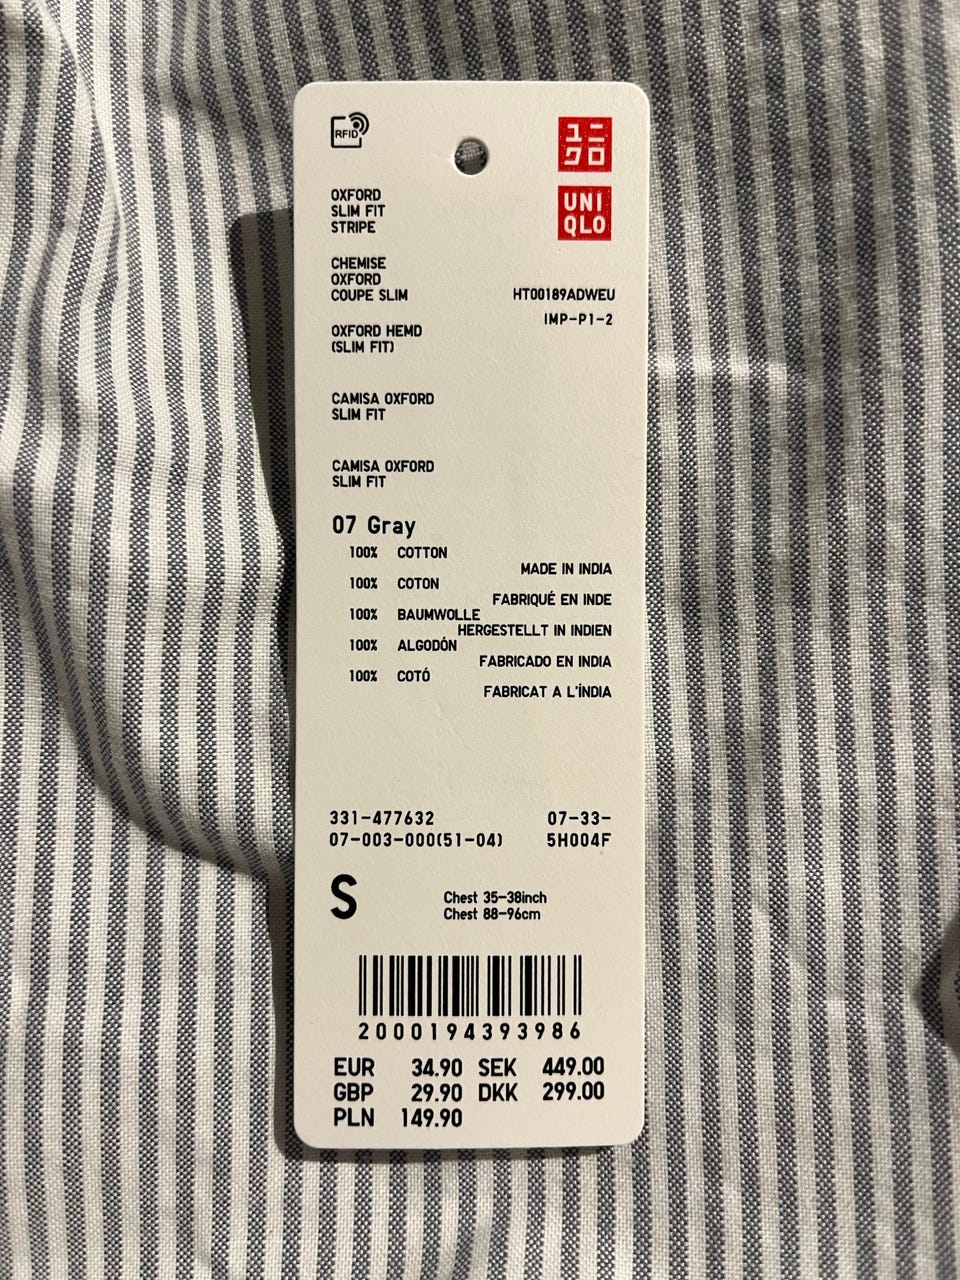 RFID
ユニ
クロ
UNI
QLO
OXFORD
SLIM FIT
STRIPE
CHEMISE
OXFORD
COUPE SLIM
HT00189ADWEU
IMP-P1-2
OXFORD HEMD
(SLIM FIT)
CAMISA OXFORD
SLIM FIT
CAMISA OXFORD
SLIM FIT
07 Gray
100% COTTON
MADE IN INDIA
100% COTON
FABRIQUÉ EN INDE
100% BAUMWOLLE
HERGESTELLT IN INDIEN
100% ALGODÓN
FABRICADO EN INDIA
100% COTÓ
FABRICAT A L'ÍNDIA
331-477632 07-33-
07-003-000(51-04) 5H004F
S
Chest 35-38inch
Chest 88-96cm
2000194393986
EUR 34.90 SEK 449.00
GBP 29.90 DKK 299.00
PLN 149.90